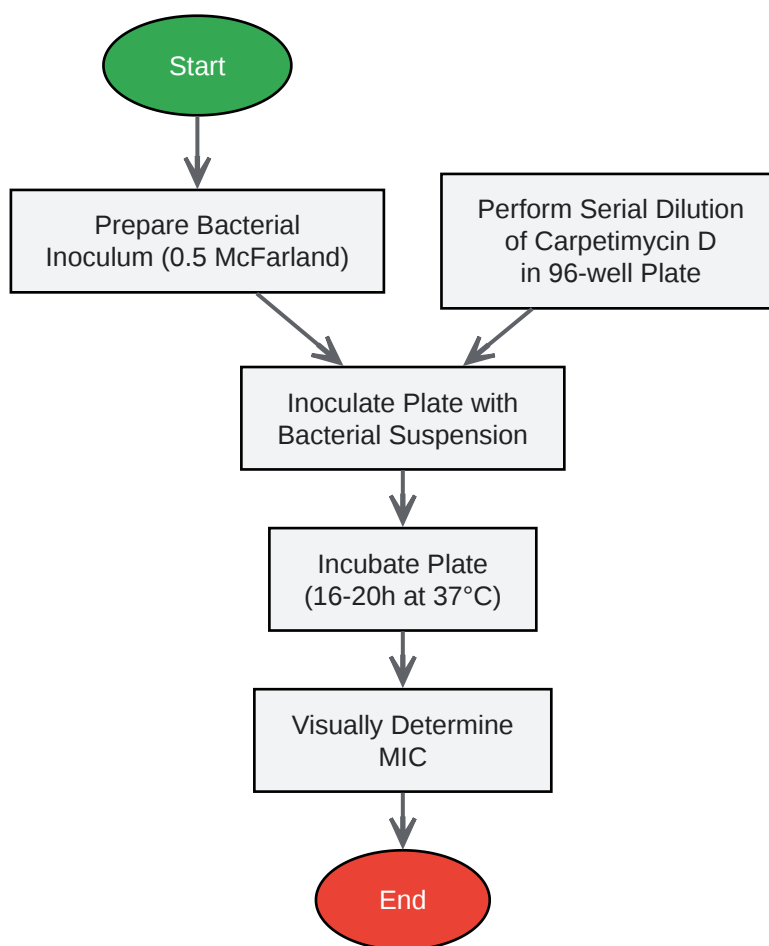 Start
Prepare Bacterial
Inoculum (0.5 McFarland)
Perform Serial Dilution
of Carpetimycin D
in 96-well Plate
Inoculate Plate with
Bacterial Suspension
Incubate Plate
(16-20h at 37°C)
Visually Determine
MIC
End